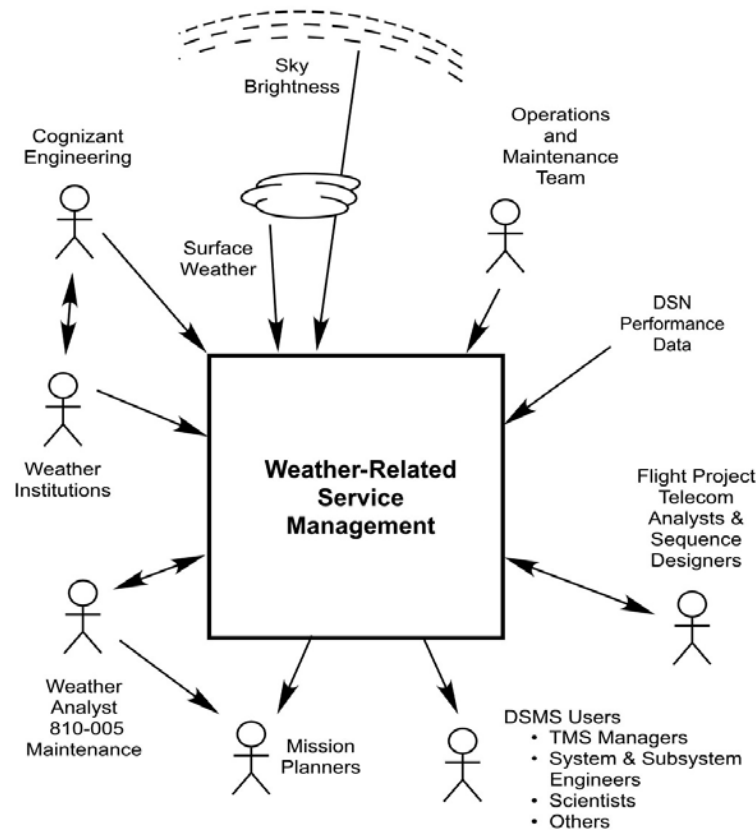 Sky
Brightness
Cognizant
Engineering
Operations
and
Maintenance
Team
Surface
Weather
DSN
Performance
Data
Weather
Institutions
Weather-Related
Service
Management
Flight Project
Telecom
Analysts &
Sequence
Designers
Weather
Analyst
810-005
Maintenance
Mission
Planners
DSMS Users
• TMS Managers
• System & Subsystem
Engineers
• Scientists
• Others